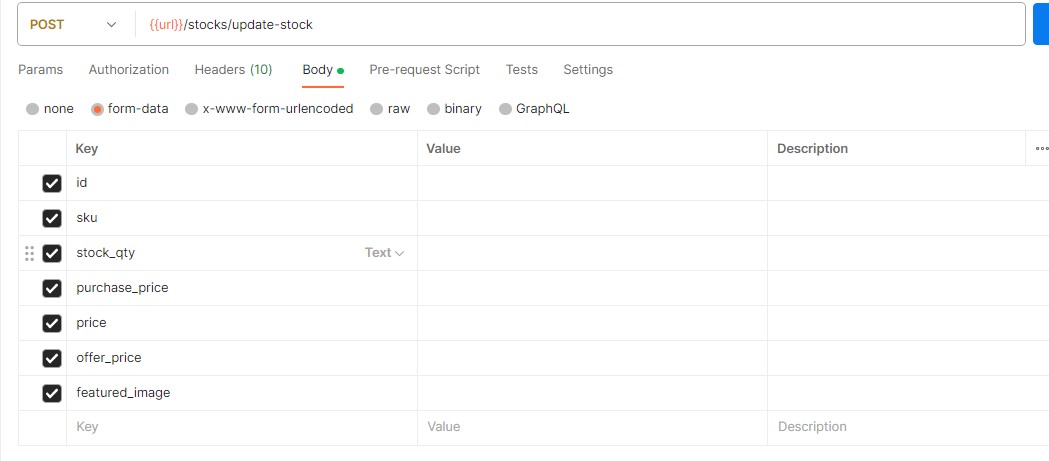 POST {{url}}/stocks/update-stock
Params Authorization Headers (10) Body Pre-request Script Tests Settings
none form-data x-www-form-urlencoded raw binary GraphQL
Key Value Description
id
sku
stock_qty Text
purchase_price
price
offer_price
featured_image
Key Value Description